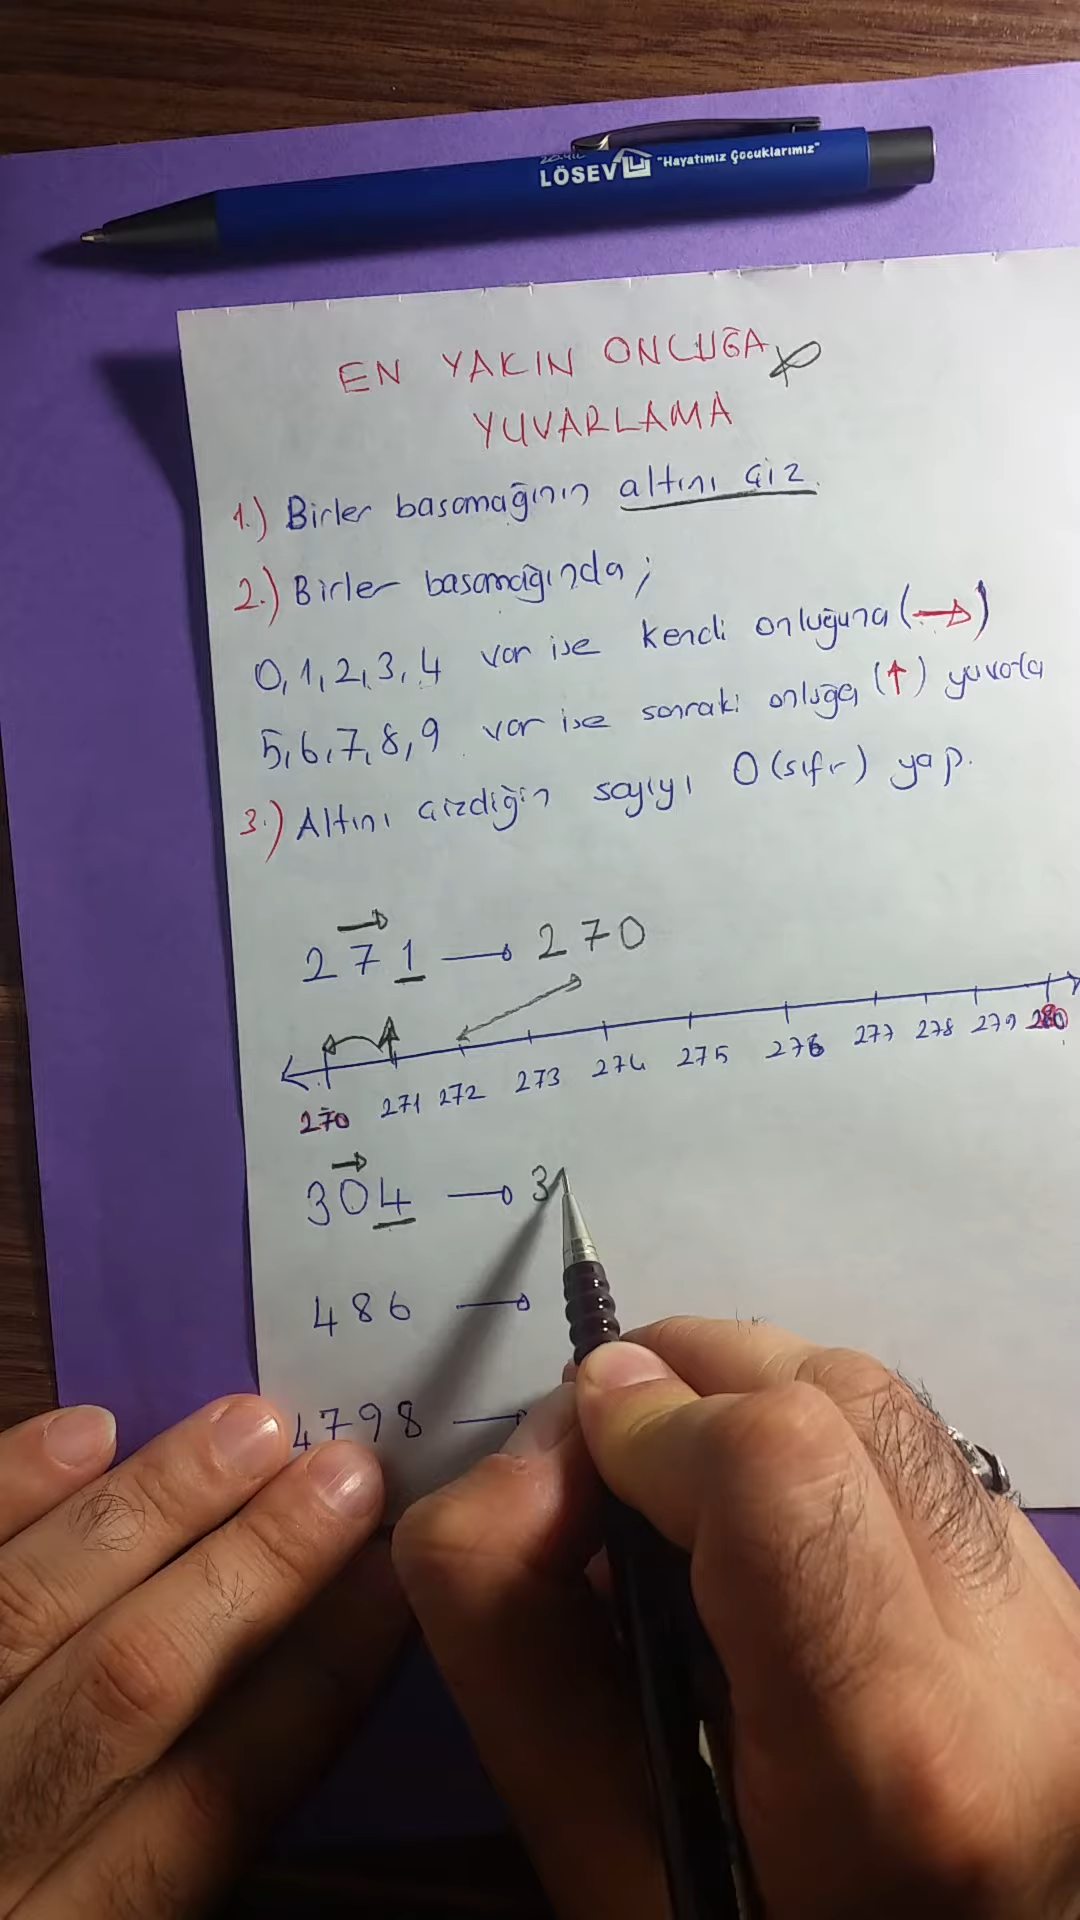 20.YIL
LÖSEV "Hayatımız Çocuklarımız"
EN YAKIN ONLUĞA
YUVARLAMA
1.) Birler basamağının altını çiz.
2.) Birler basamağında;
0,1,2,3,4 var ise kendi onluğuna (→)
5,6,7,8,9 var ise sonraki onluğa (↑) yuvarla
3.) Altını çizdiğin sayıyı 0 (sıfır) yap.
271 → 270
270 271 272 273 274 275 276 277 278 279 280
304 → 3
486 →
4798 →